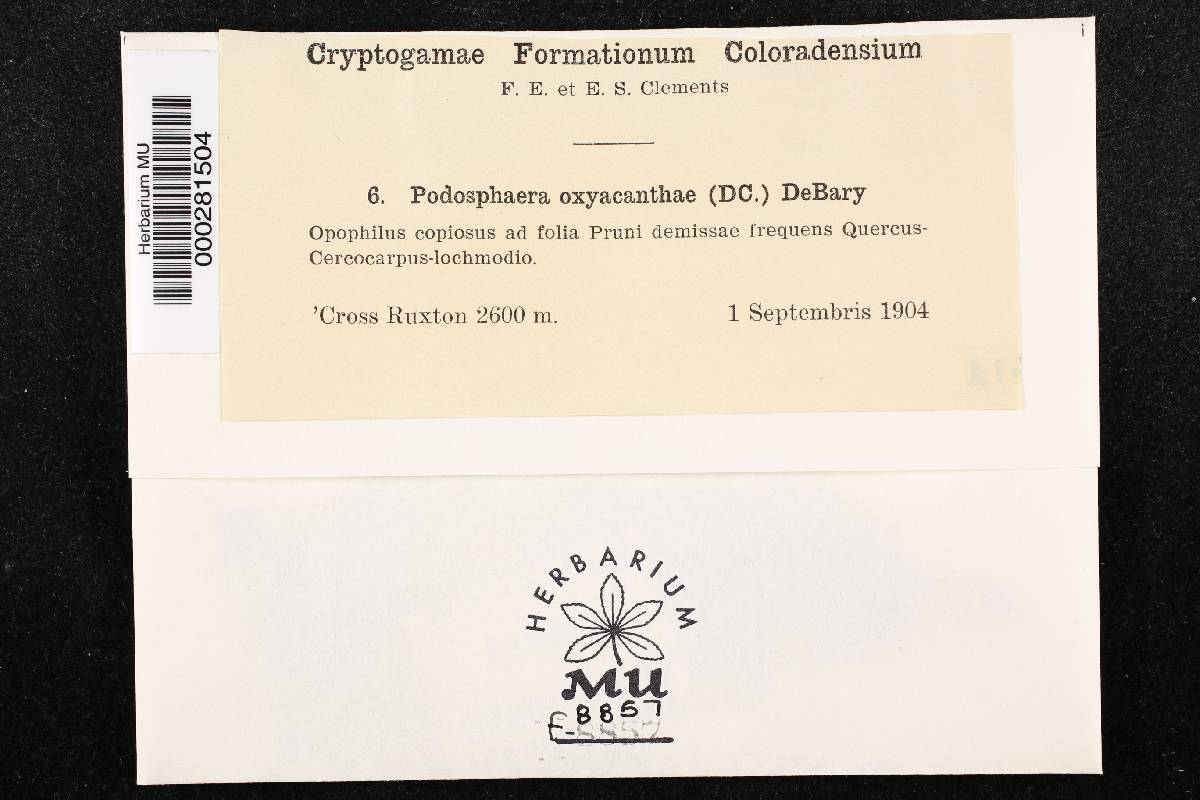 Cryptogamae Formationum Coloradensium
F. E. et E. S. Clements
6. Podosphaera oxyacanthae (DC.) DeBary
Opophilus copiosus ad folia Pruni demissae frequens Quercus-
Cercocarpus-lochmodio.
'Cross Ruxton 2600 m. 1 Septembris 1904
Herbarium MU
000281504
HERBARIUM
MU
F-8857